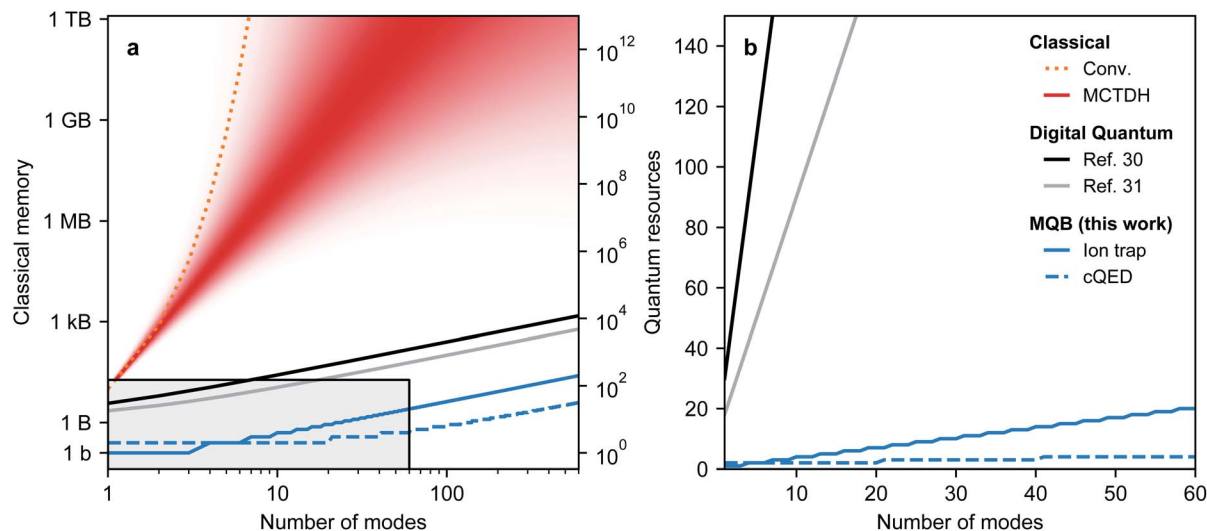 a
1 TB
1 GB
1 MB
1 kB
1 B
1 b
Classical memory
10^12
10^10
10^8
10^6
10^4
10^2
10^0
1
10
100
Number of modes
b
Quantum resources
140
120
100
80
60
40
20
0
10
20
30
40
50
60
Number of modes
Classical
Conv.
MCTDH
Digital Quantum
Ref. 30
Ref. 31
MQB (this work)
Ion trap
cQED